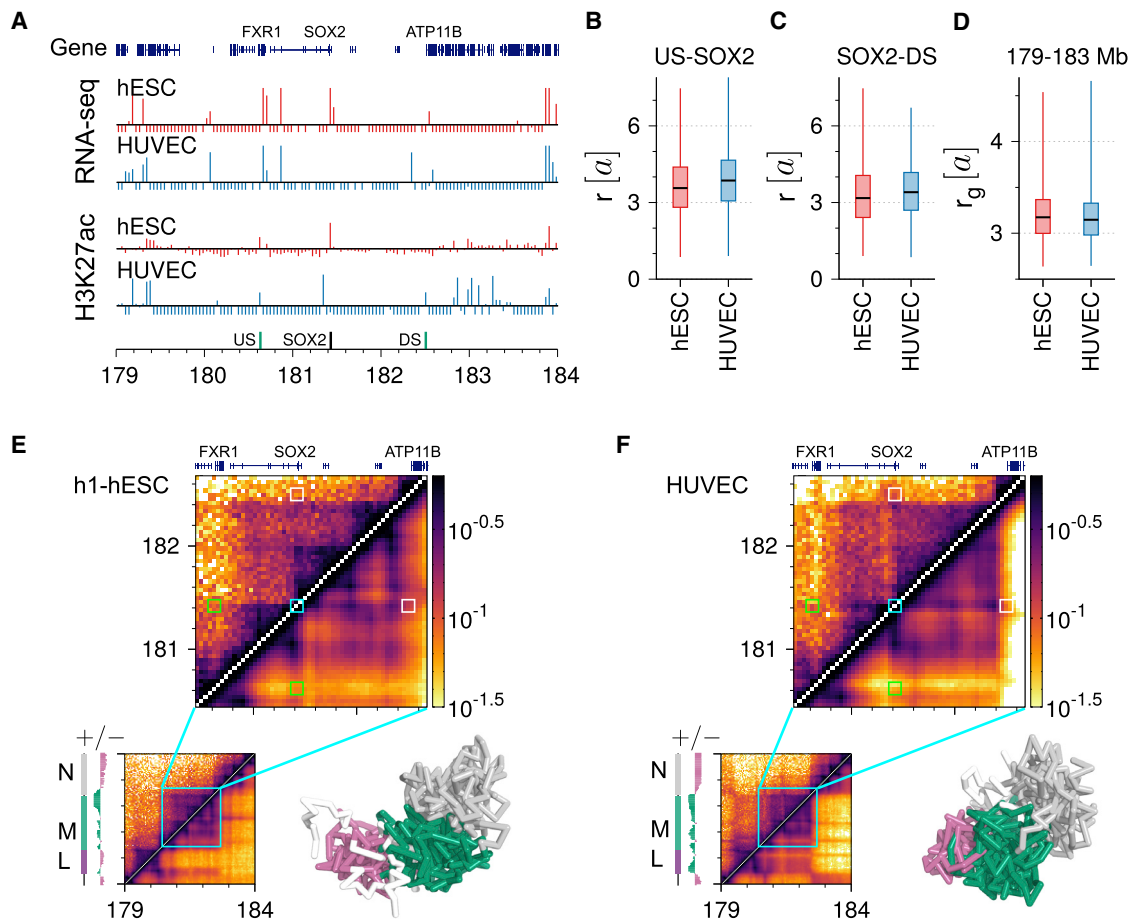 A
FXR1 SOX2 ATP11B
Gene
RNA-seq
hESC
HUVEC
H3K27ac
hESC
HUVEC
US SOX2 DS
179 180 181 182 183 184
B
US-SOX2
r [a]
6
3
0
hESC HUVEC
C
SOX2-DS
r [a]
6
3
0
hESC HUVEC
D
179-183 Mb
rg [a]
4
3
hESC HUVEC
E
FXR1 SOX2 ATP11B
h1-hESC
182
181
10^-0.5
10^-1
10^-1.5
+/−
N
M
L
179 184
F
FXR1 SOX2 ATP11B
HUVEC
182
181
10^-0.5
10^-1
10^-1.5
+/−
N
M
L
179 184